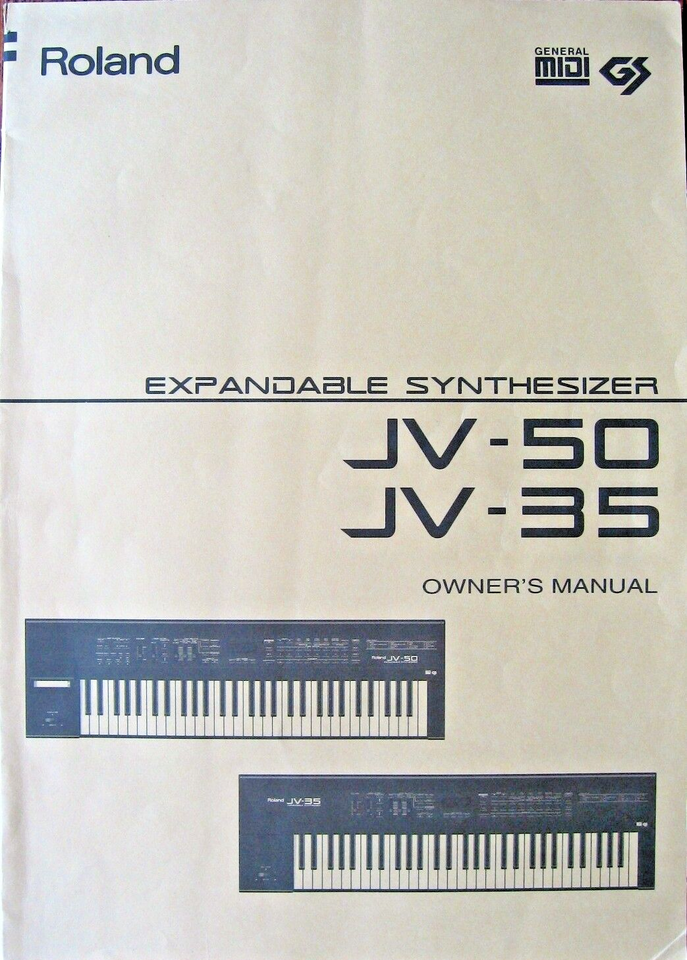 Roland
GENERAL
MIDI
GS
EXPANDABLE SYNTHESIZER
JV-50
JV-35
OWNER'S MANUAL
Roland JV-50
Roland JV-35